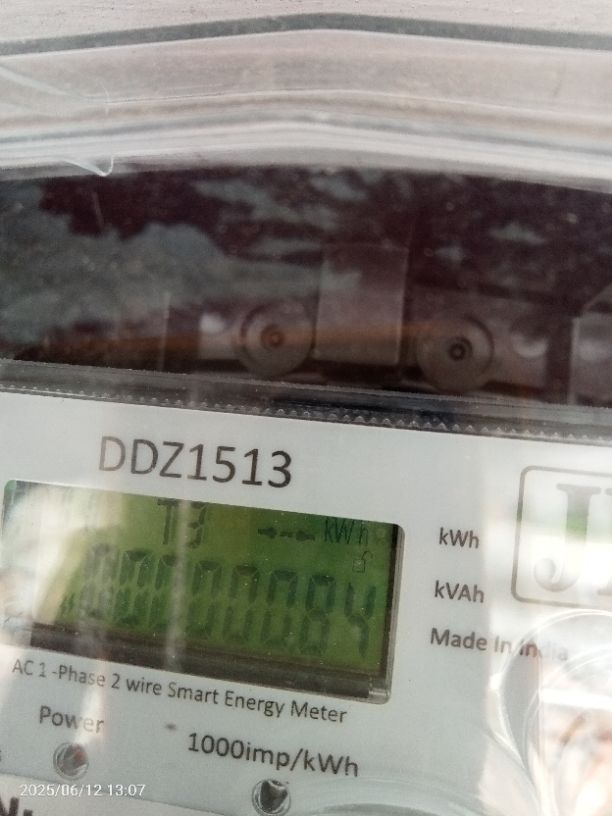 DDZ1513
T3 kWh
00000084
kWh
kVAh
Made In India
AC 1 -Phase 2 wire Smart Energy Meter
Power
1000imp/kWh
2025/06/12 13:07